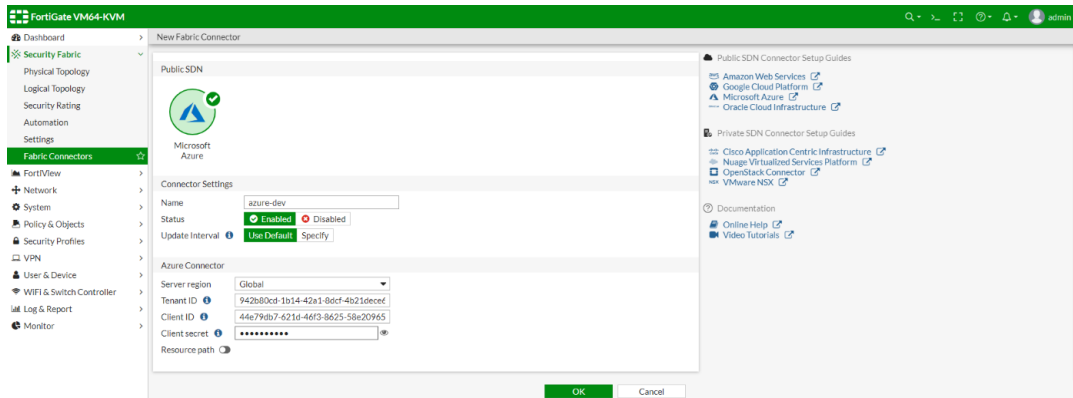 FortiGate VM64-KVM
admin
Dashboard
Security Fabric
Physical Topology
Logical Topology
Security Rating
Automation
Settings
Fabric Connectors
FortiView
Network
System
Policy & Objects
Security Profiles
VPN
User & Device
WiFi & Switch Controller
Log & Report
Monitor
New Fabric Connector
Public SDN
Microsoft
Azure
Connector Settings
Name azure-dev
Status Enabled Disabled
Update Interval Use Default Specify
Azure Connector
Server region Global
Tenant ID 942b80cd-1b14-42a1-8dcf-4b21dece6
Client ID 44e79db7-621d-46f3-8625-58e20965
Client secret ••••••••••
Resource path
OK Cancel
Public SDN Connector Setup Guides
Amazon Web Services
Google Cloud Platform
Microsoft Azure
Oracle Cloud Infrastructure
Private SDN Connector Setup Guides
Cisco Application Centric Infrastructure
Nuage Virtualized Services Platform
OpenStack Connector
VMware NSX
Documentation
Online Help
Video Tutorials